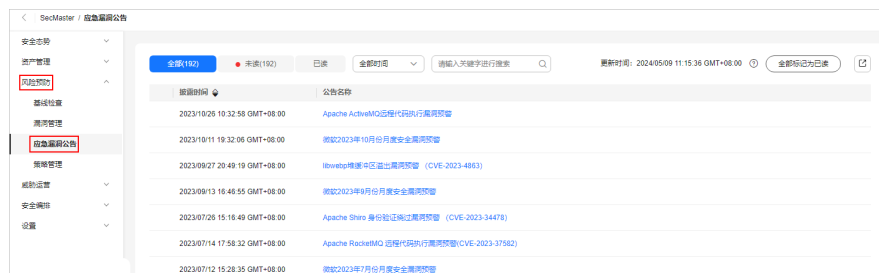 SecMaster / 应急漏洞公告
安全态势
资产管理
风险预防
基线检查
漏洞管理
应急漏洞公告
策略管理
威胁运营
安全编排
设置
全部(192) 未读(192) 已读 全部时间 请输入关键字进行搜索 更新时间: 2024/05/09 11:15:36 GMT+08:00 全部标记为已读
披露时间 公告名称
2023/10/26 10:32:58 GMT+08:00 Apache ActiveMQ远程代码执行漏洞预警
2023/10/11 19:32:06 GMT+08:00 微软2023年10月份月度安全漏洞预警
2023/09/27 20:49:19 GMT+08:00 libwebp堆缓冲区溢出漏洞预警 （CVE-2023-4863）
2023/09/13 16:46:55 GMT+08:00 微软2023年9月份月度安全漏洞预警
2023/07/26 15:16:49 GMT+08:00 Apache Shiro 身份验证绕过漏洞预警 （CVE-2023-34478）
2023/07/14 17:58:32 GMT+08:00 Apache RocketMQ 远程代码执行漏洞预警(CVE-2023-37582)
2023/07/12 15:28:35 GMT+08:00 微软2023年7月份月度安全漏洞预警